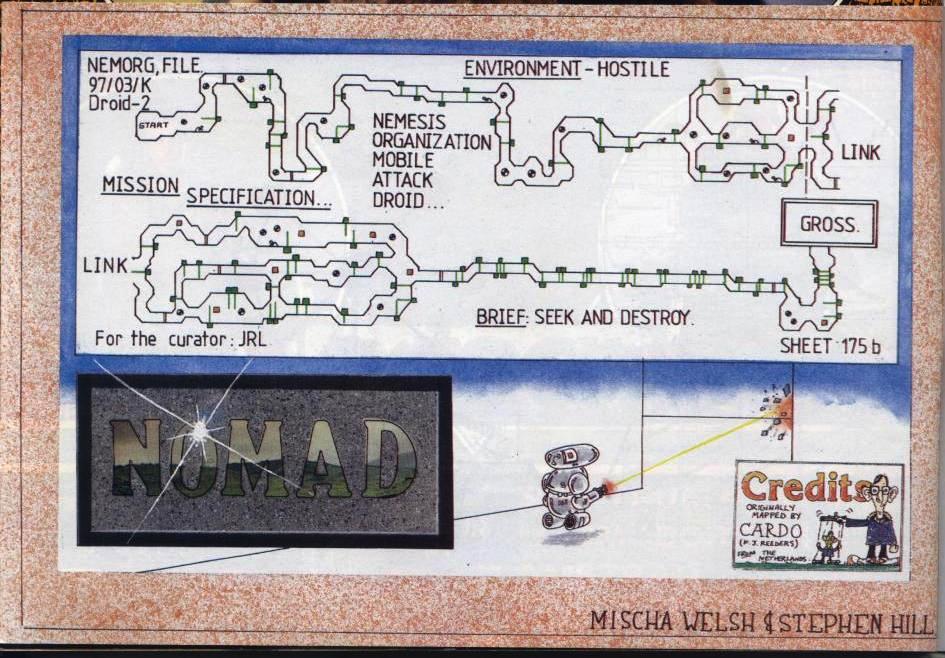 NEMORG, FILE
97/03/K
Droid-2
START
ENVIRONMENT - HOSTILE
NEMESIS
ORGANIZATION
MOBILE
ATTACK
DROID...
MISSION
SPECIFICATION...
LINK
GROSS.
LINK
BRIEF: SEEK AND DESTROY.
For the curator: JRL
SHEET 175b
NOMAD
Credits
ORIGINALLY
MAPPED BY
CARDO
(P. J. REEDERS)
FROM THE
NETHERLANDS.
MISCHA WELSH & STEPHEN HILL